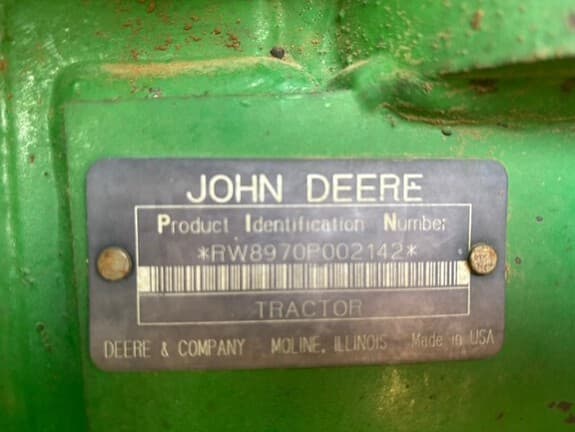 JOHN DEERE
Product Identification Number
*RW8970P002142*
TRACTOR
DEERE & COMPANY MOLINE, ILLINOIS Made in USA